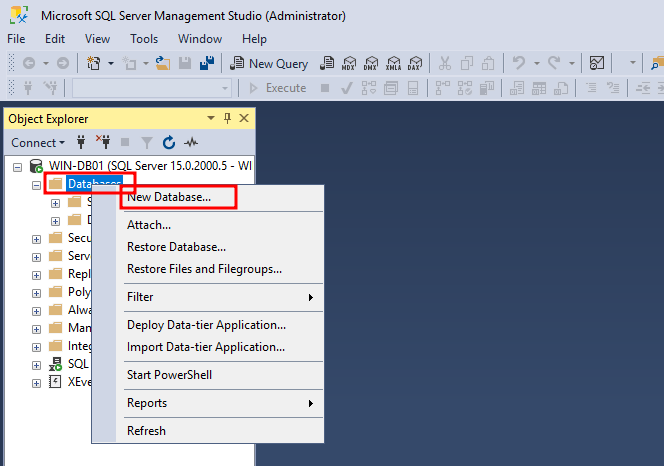 Microsoft SQL Server Management Studio (Administrator)
File Edit View Tools Window Help
New Query MDX DMX XMLA DAX
Execute
Object Explorer
Connect
WIN-DB01 (SQL Server 15.0.2000.5 - WI
Databases
New Database...
S
Attach...
D
Restore Database...
Secu
Serv
Restore Files and Filegroups...
Repl
Poly
Filter
Alwa
Man
Deploy Data-tier Application...
Integ
Import Data-tier Application...
SQL
Start PowerShell
XEve
Reports
Refresh